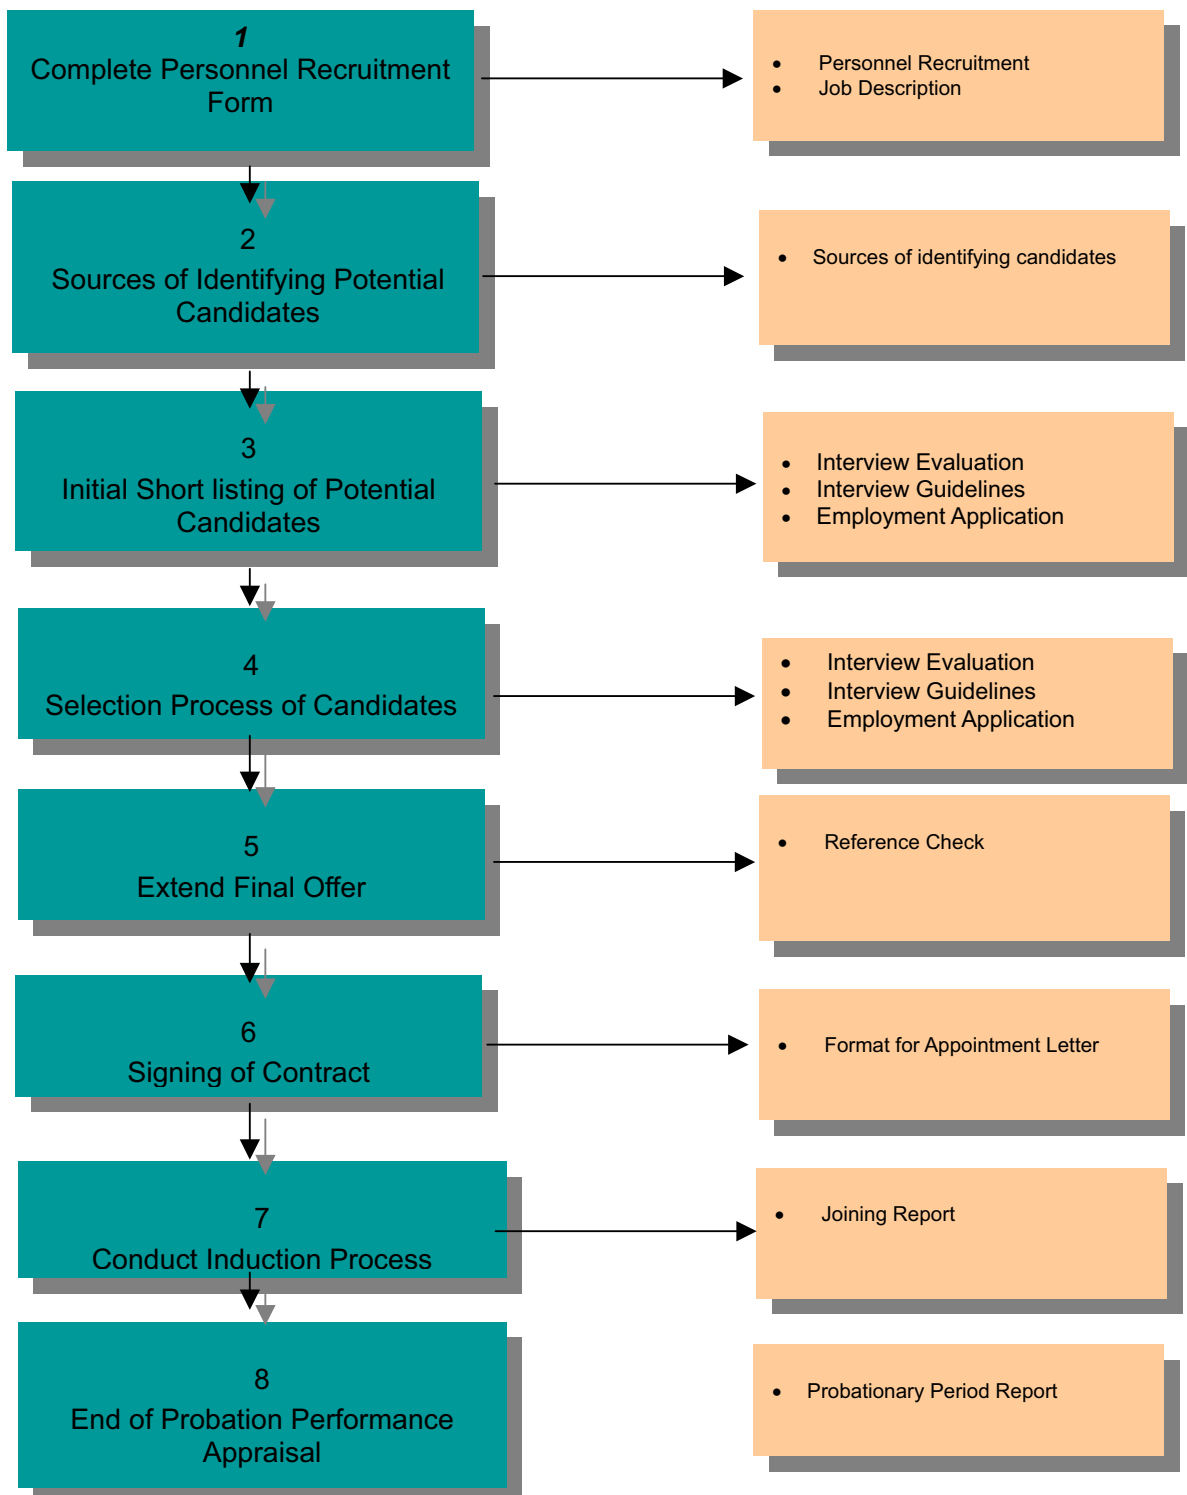 1
Complete Personnel Recruitment
Form
• Personnel Recruitment
• Job Description
2
Sources of Identifying Potential
Candidates
• Sources of identifying candidates
3
Initial Short listing of Potential
Candidates
• Interview Evaluation
• Interview Guidelines
• Employment Application
4
Selection Process of Candidates
• Interview Evaluation
• Interview Guidelines
• Employment Application
5
Extend Final Offer
• Reference Check
6
Signing of Contract
• Format for Appointment Letter
7
Conduct Induction Process
• Joining Report
8
End of Probation Performance
Appraisal
• Probationary Period Report